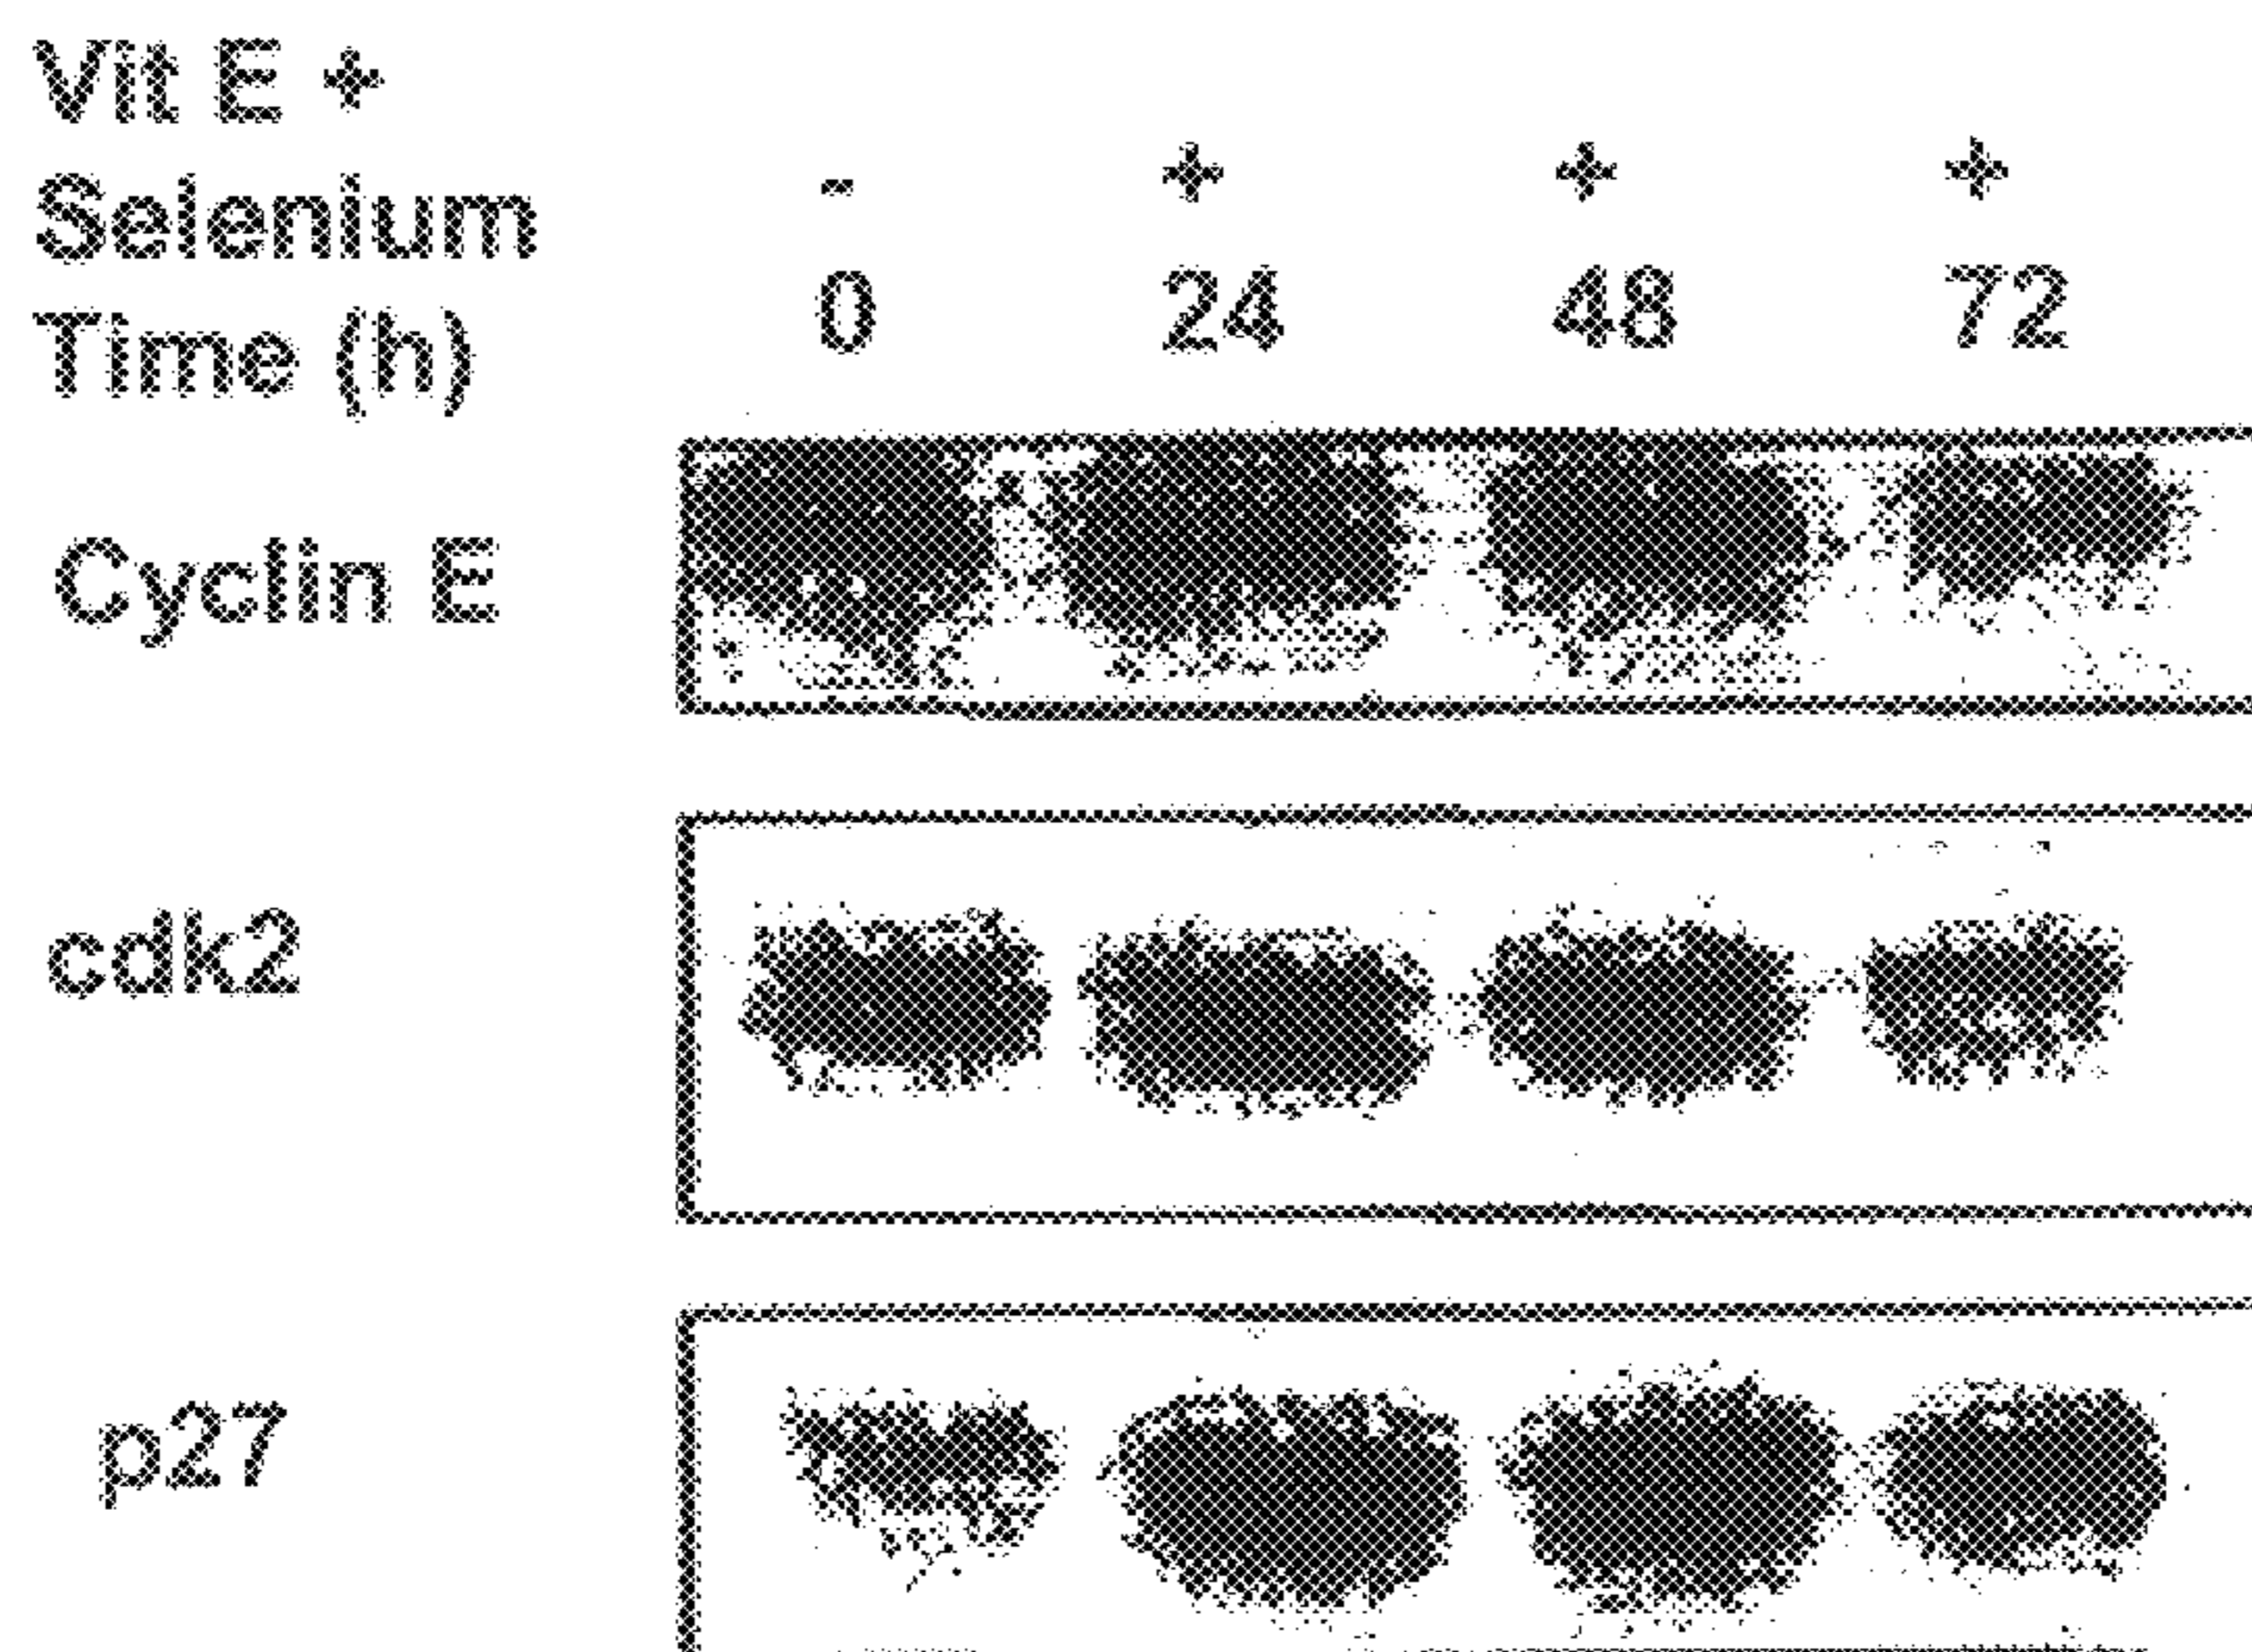 Vit E +
Selenium - + + +
Time (h) 0 24 48 72
Cyclin E
cdk2
p27